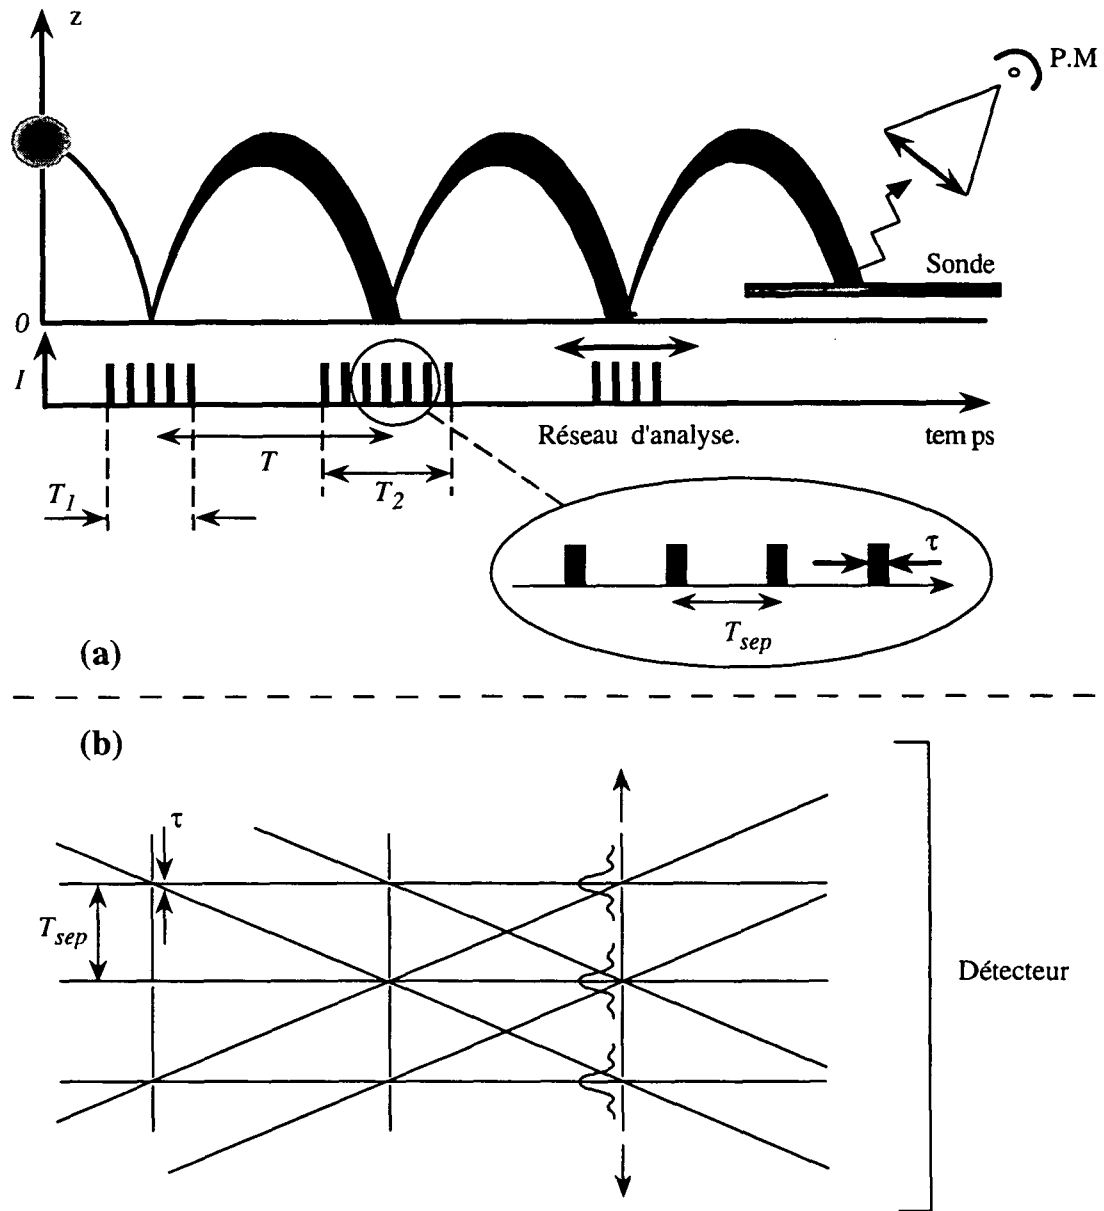 z
P.M
Sonde
0
I
Réseau d'analyse.
temps
T
T1
T2
τ
Tsep
(a)
(b)
τ
Tsep
Détecteur